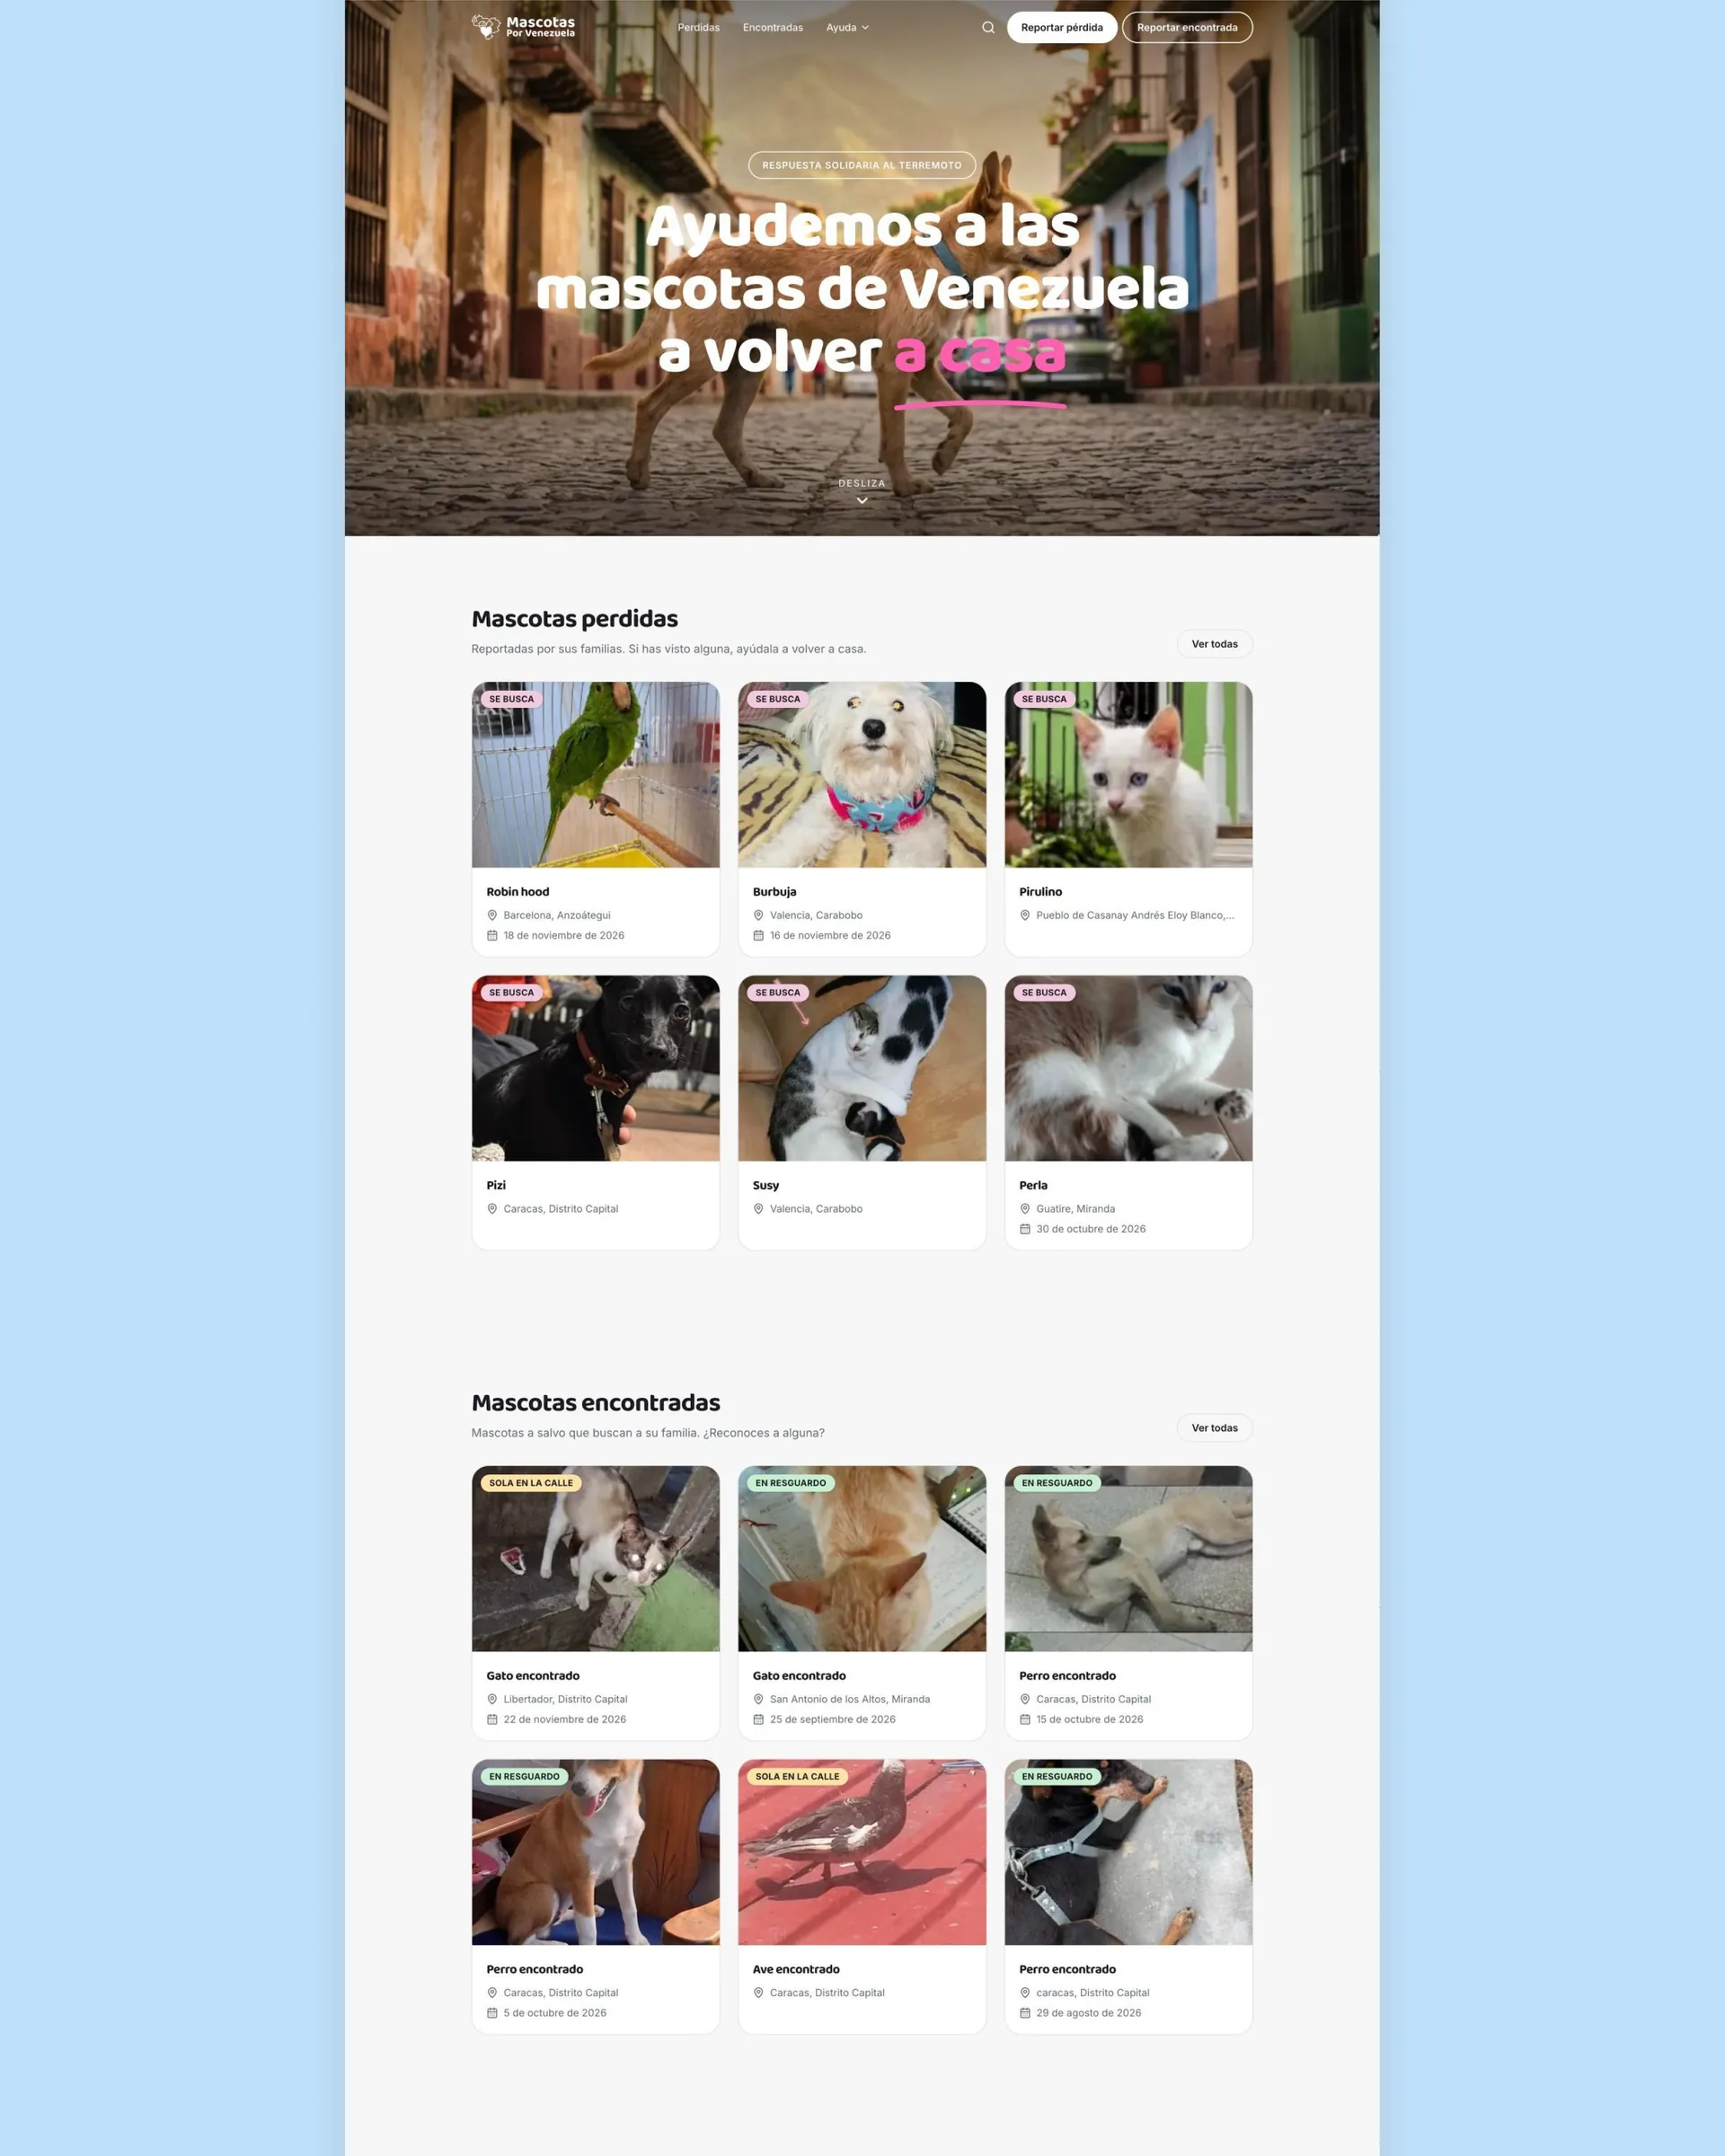 Mascotas
Por Venezuela
Perdidas
Encontradas
Ayuda
Reportar pérdida
Reportar encontrada
RESPUESTA SOLIDARIA AL TERREMOTO
Ayudemos a las
mascotas de Venezuela
a volver a casa
DESLIZA
Mascotas perdidas
Reportadas por sus familias. Si has visto alguna, ayúdala a volver a casa.
Ver todas
SE BUSCA
Robin hood
Barcelona, Anzoátegui
18 de noviembre de 2026
SE BUSCA
Burbuja
Valencia, Carabobo
16 de noviembre de 2026
SE BUSCA
Pirulino
Pueblo de Casanay Andrés Eloy Blanco,...
SE BUSCA
Pizi
Caracas, Distrito Capital
SE BUSCA
Susy
Valencia, Carabobo
SE BUSCA
Perla
Guatire, Miranda
30 de octubre de 2026
Mascotas encontradas
Mascotas a salvo que buscan a su familia. ¿Reconoces a alguna?
Ver todas
SOLA EN LA CALLE
Gato encontrado
Libertador, Distrito Capital
22 de noviembre de 2026
EN RESGUARDO
Gato encontrado
San Antonio de los Altos, Miranda
25 de septiembre de 2026
EN RESGUARDO
Perro encontrado
Caracas, Distrito Capital
15 de octubre de 2026
EN RESGUARDO
Perro encontrado
Caracas, Distrito Capital
5 de octubre de 2026
SOLA EN LA CALLE
Ave encontrado
Caracas, Distrito Capital
EN RESGUARDO
Perro encontrado
caracas, Distrito Capital
29 de agosto de 2026